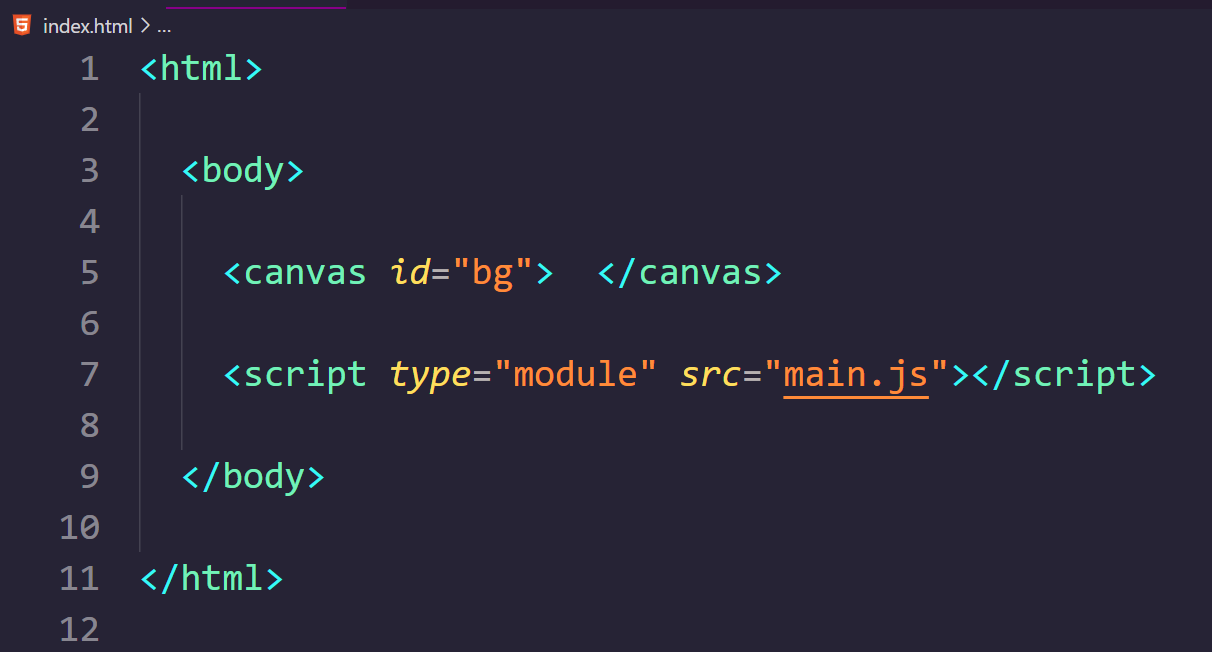 index.html > ...
1 <html>
2
3 <body>
4
5 <canvas id="bg">  </canvas>
6
7 <script type="module" src="main.js"></script>
8
9 </body>
10
11 </html>
12